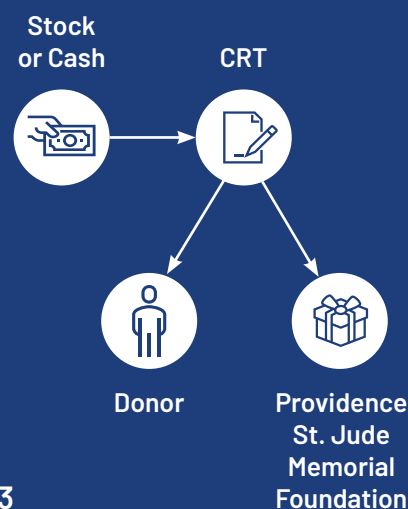 Stock
or Cash
CRT
Donor
Providence
St. Jude
Memorial
Foundation
3